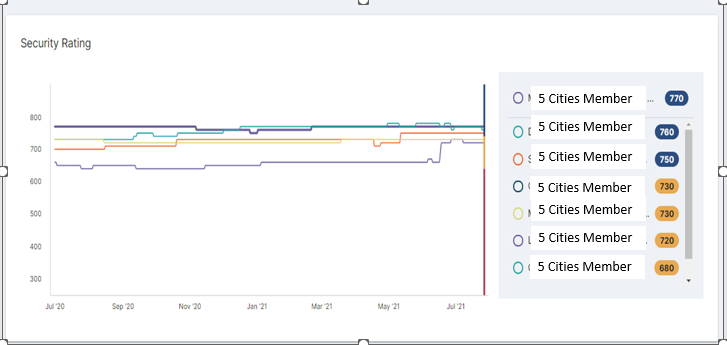 Security Rating
5 Cities Member ... 770
800
5 Cities Member 760
700
5 Cities Member 750
600
5 Cities Member 730
500
5 Cities Member 730
400
5 Cities Member 720
300
5 Cities Member 680
Jul '20 Sep '20 Nov '20 Jan '21 Mar '21 May '21 Jul '21